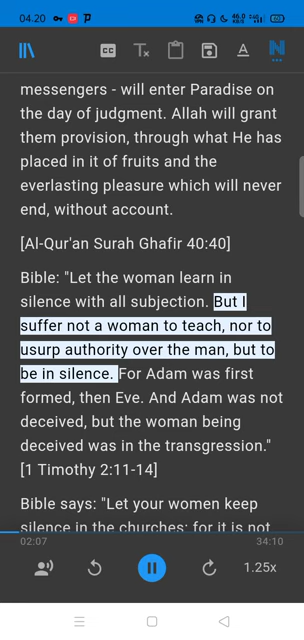 04.20
46.0
KB/S
CC
messengers - will enter Paradise on
the day of judgment. Allah will grant
them provision, through what He has
placed in it of fruits and the
everlasting pleasure which will never
end, without account.
[Al-Qur'an Surah Ghafir 40:40]
Bible: "Let the woman learn in
silence with all subjection. But I
suffer not a woman to teach, nor to
usurp authority over the man, but to
be in silence. For Adam was first
formed, then Eve. And Adam was not
deceived, but the woman being
deceived was in the transgression."
[1 Timothy 2:11-14]
Bible says: "Let your women keep
silence in the churches: for it is not
02:07
34:10
1.25x